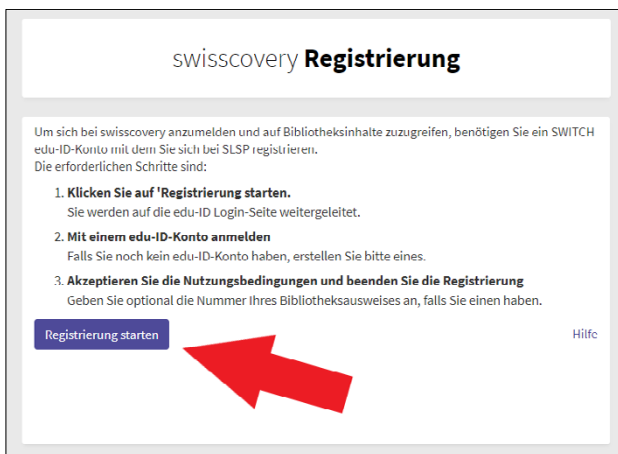 swisscovery Registrierung
Um sich bei swisscovery anzumelden und auf Bibliotheksinhalte zuzugreifen, benötigen Sie ein SWITCH
edu-ID-Konto mit dem Sie sich bei SLSP registrieren.
Die erforderlichen Schritte sind:
1. Klicken Sie auf 'Registrierung starten.
Sie werden auf die edu-ID Login-Seite weitergeleitet.
2. Mit einem edu-ID-Konto anmelden
Falls Sie noch kein edu-ID-Konto haben, erstellen Sie bitte eines.
3. Akzeptieren Sie die Nutzungsbedingungen und beenden Sie die Registrierung
Geben Sie optional die Nummer Ihres Bibliotheksausweises an, falls Sie einen haben.
Registrierung starten
Hilfe